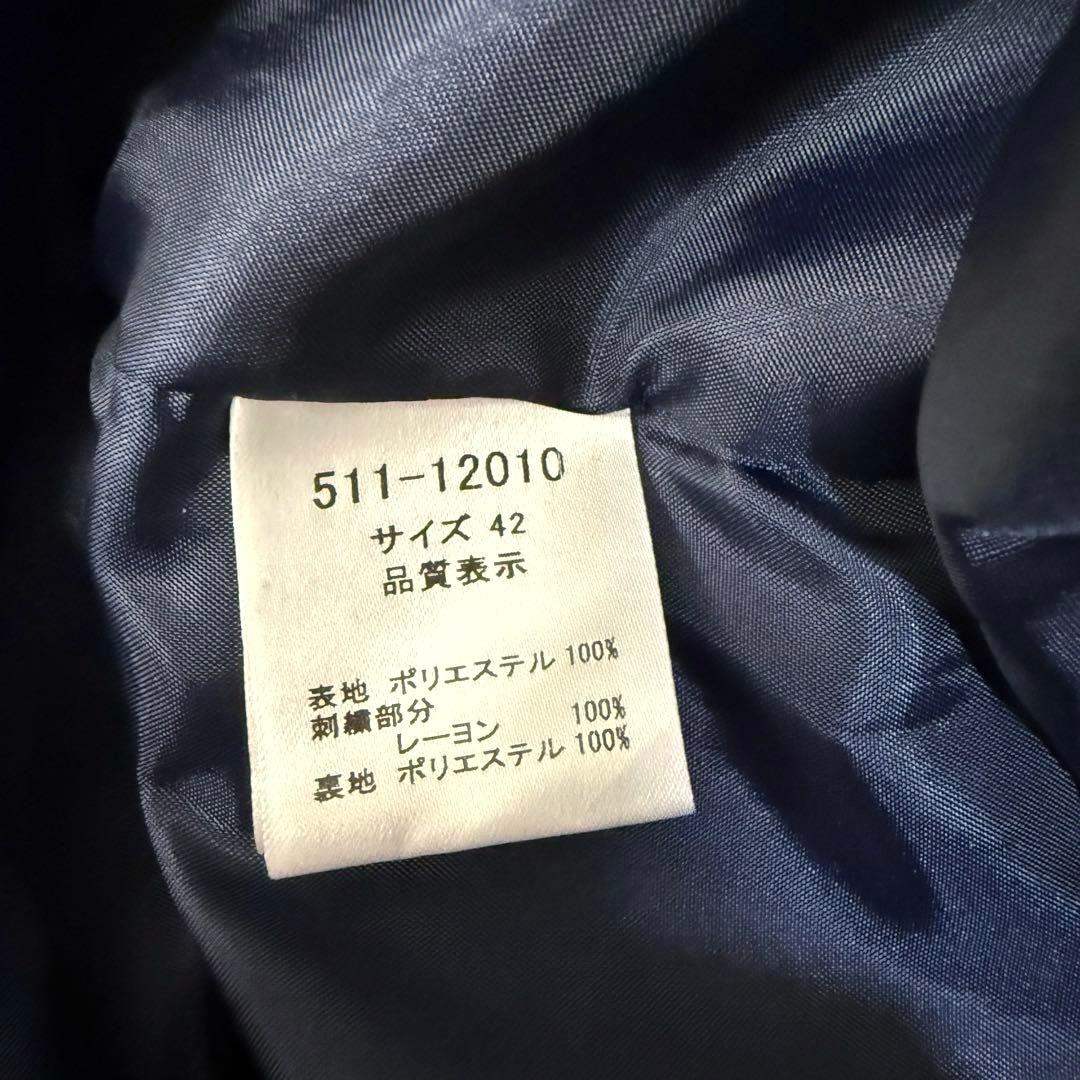 511-12010
サイズ 42
品質表示
表地 ポリエステル 100%
刺繍部分
レーヨン 100%
裏地 ポリエステル 100%